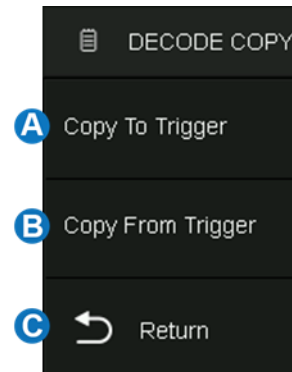 DECODE COPY
A Copy To Trigger
B Copy From Trigger
C Return